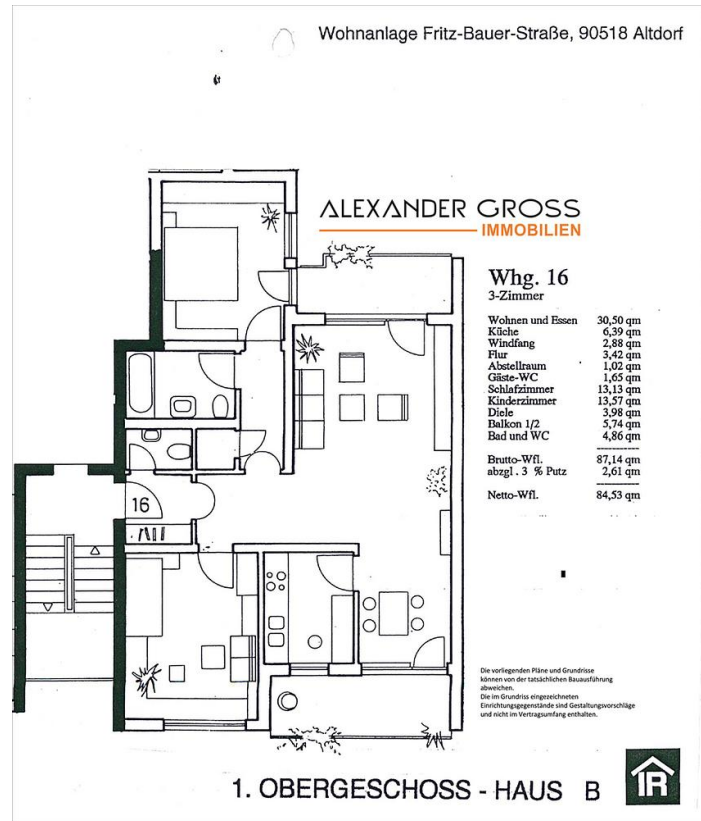 Wohnanlage Fritz-Bauer-Straße, 90518 Altdorf
ALEXANDER GROSS
IMMOBILIEN
Whg. 16
3-Zimmer
Wohnen und Essen 30,50 qm
Küche 6,39 qm
Windfang 2,88 qm
Flur 3,42 qm
Abstellraum 1,02 qm
Gäste-WC 1,65 qm
Schlafzimmer 13,13 qm
Kinderzimmer 13,57 qm
Diele 3,98 qm
Balkon 1/2 5,74 qm
Bad und WC 4,86 qm
Brutto-Wfl. 87,14 qm
abzgl. 3 % Putz 2,61 qm
Netto-Wfl. 84,53 qm
16
Die vorliegenden Pläne und Grundrisse
können von der tatsächlichen Bauausführung
abweichen.
Die im Grundriss eingezeichneten
Einrichtungsgegenstände sind Gestaltungsvorschläge
und nicht im Vertragsumfang enthalten.
1. OBERGESCHOSS - HAUS B
IR